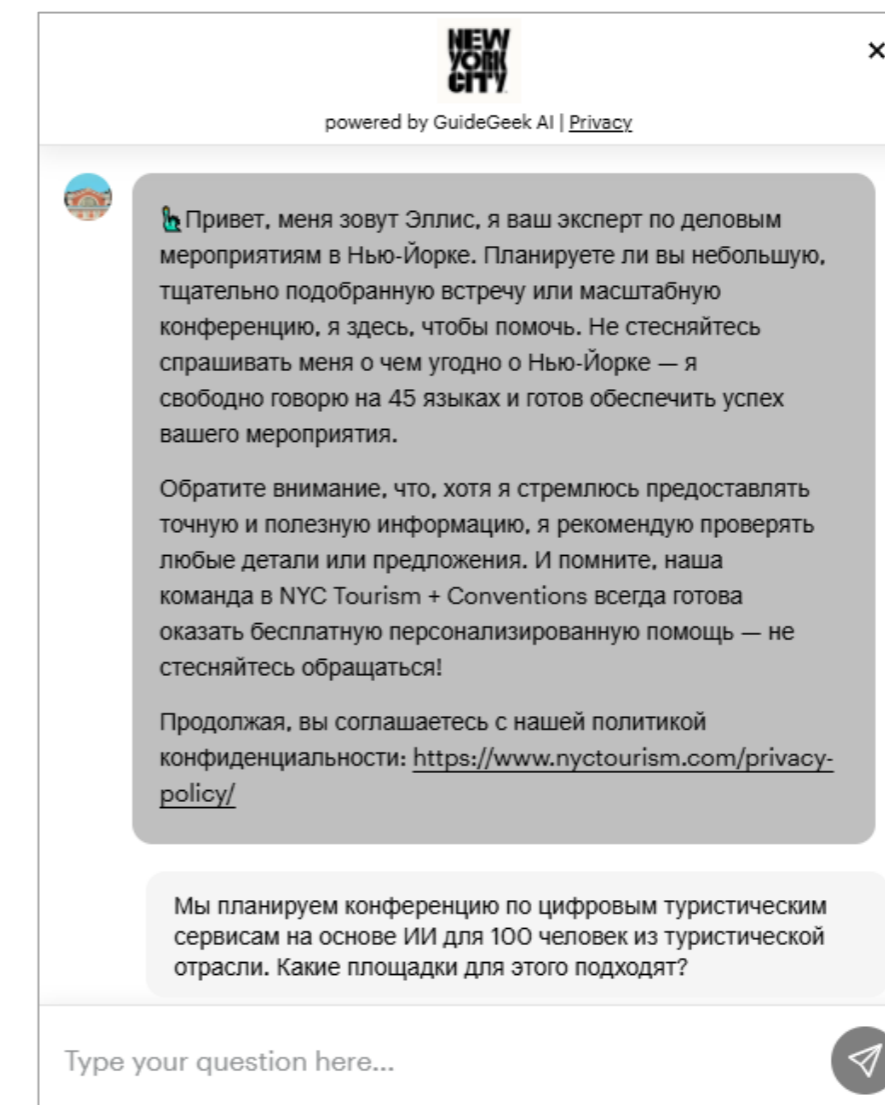 NEW
YORK
CITY
×
powered by GuideGeek AI | Privacy
🗽Привет, меня зовут Эллис, я ваш эксперт по деловым
мероприятиям в Нью-Йорке. Планируете ли вы небольшую,
тщательно подобранную встречу или масштабную
конференцию, я здесь, чтобы помочь. Не стесняйтесь
спрашивать меня о чем угодно о Нью-Йорке — я
свободно говорю на 45 языках и готов обеспечить успех
вашего мероприятия.
Обратите внимание, что, хотя я стремлюсь предоставлять
точную и полезную информацию, я рекомендую проверять
любые детали или предложения. И помните, наша
команда в NYC Tourism + Conventions всегда готова
оказать бесплатную персонализированную помощь — не
стесняйтесь обращаться!
Продолжая, вы соглашаетесь с нашей политикой
конфиденциальности: https://www.nyctourism.com/privacy-
policy/
Мы планируем конференцию по цифровым туристическим
сервисам на основе ИИ для 100 человек из туристической
отрасли. Какие площадки для этого подходят?
Type your question here...